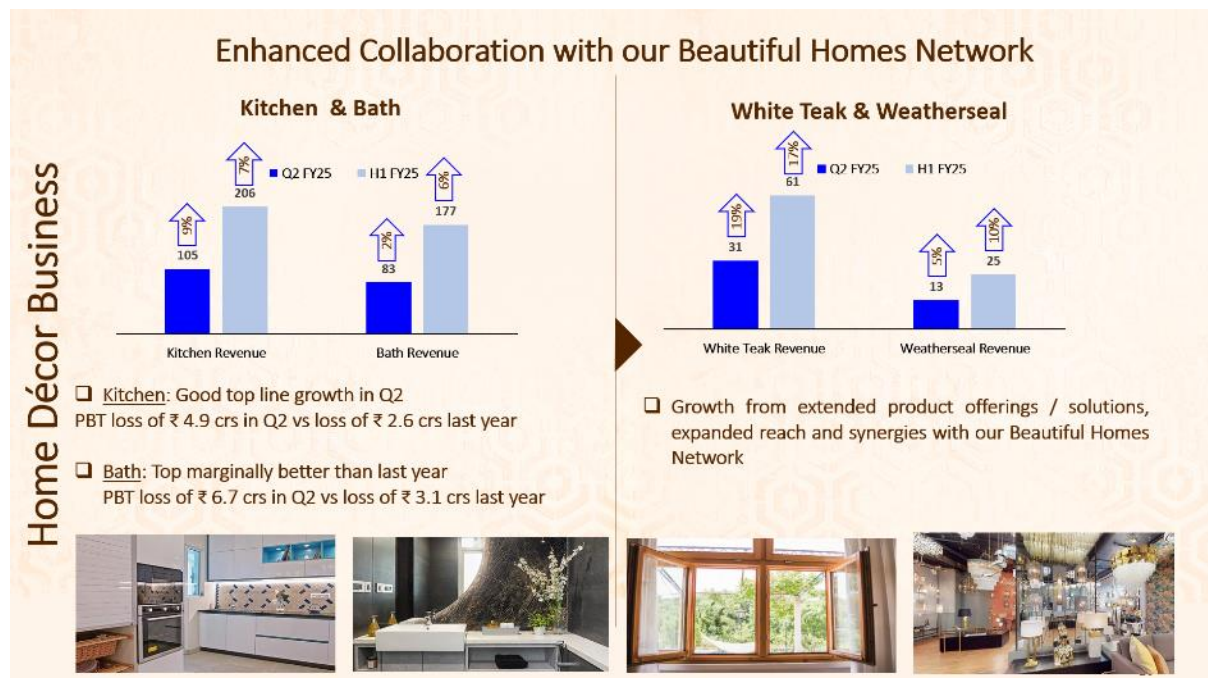 Enhanced Collaboration with our Beautiful Homes Network
Home Décor Business
Kitchen & Bath
Q2 FY25
H1 FY25
9%
105
7%
206
2%
83
6%
177
Kitchen Revenue
Bath Revenue
❑ Kitchen: Good top line growth in Q2
PBT loss of ₹ 4.9 crs in Q2 vs loss of ₹ 2.6 crs last year
❑ Bath: Top marginally better than last year
PBT loss of ₹ 6.7 crs in Q2 vs loss of ₹ 3.1 crs last year
White Teak & Weatherseal
Q2 FY25
H1 FY25
19%
31
17%
61
5%
13
10%
25
White Teak Revenue
Weatherseal Revenue
❑ Growth from extended product offerings / solutions,
expanded reach and synergies with our Beautiful Homes
Network